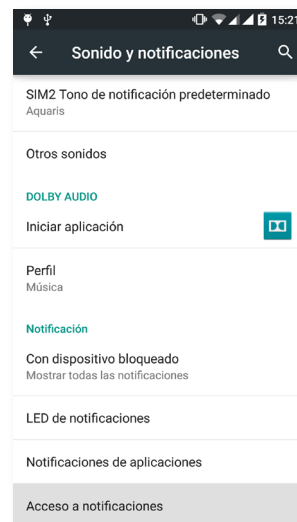 15:21
Sonido y notificaciones
SIM2 Tono de notificación predeterminado
Aquaris
Otros sonidos
DOLBY AUDIO
Iniciar aplicación
Perfil
Música
Notificación
Con dispositivo bloqueado
Mostrar todas las notificaciones
LED de notificaciones
Notificaciones de aplicaciones
Acceso a notificaciones